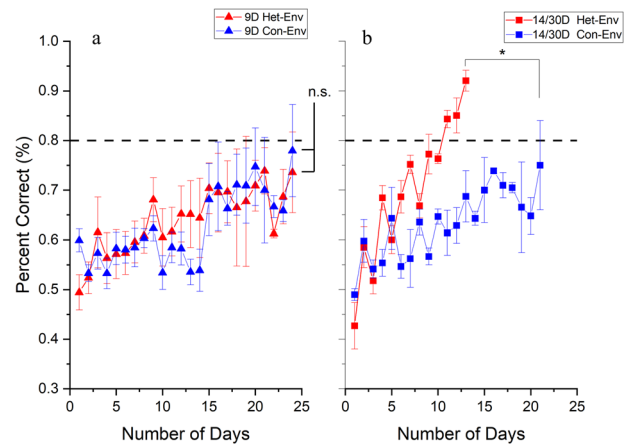 9D Het-Env
9D Con-Env
14/30D Het-Env
14/30D Con-Env
a
b
*
n.s.
1.0
0.9
0.8
0.7
0.6
0.5
0.4
0.3
Percent Correct (%)
0 5 10 15 20 25
0 5 10 15 20 25
Number of Days
Number of Days